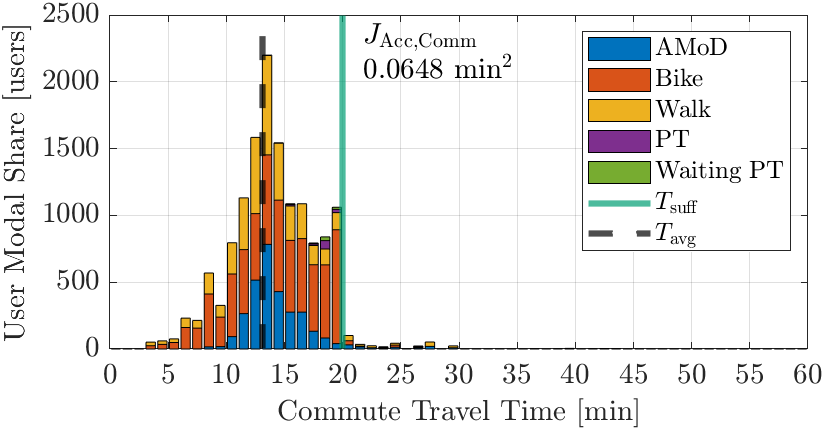 2500
2000
1500
1000
500
0
User Modal Share [users]
J_Acc,Comm
0.0648 min²
AMoD
Bike
Walk
PT
Waiting PT
T_suff
T_avg
0 5 10 15 20 25 30 35 40 45 50 55 60
Commute Travel Time [min]